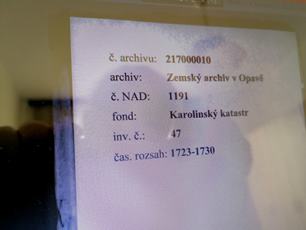 č. archivu: 217000010
archiv: Zemský archiv v Opavě
č. NAD: 1191
fond: Karolinský katastr
inv. č.: 47
čas. rozsah: 1723-1730